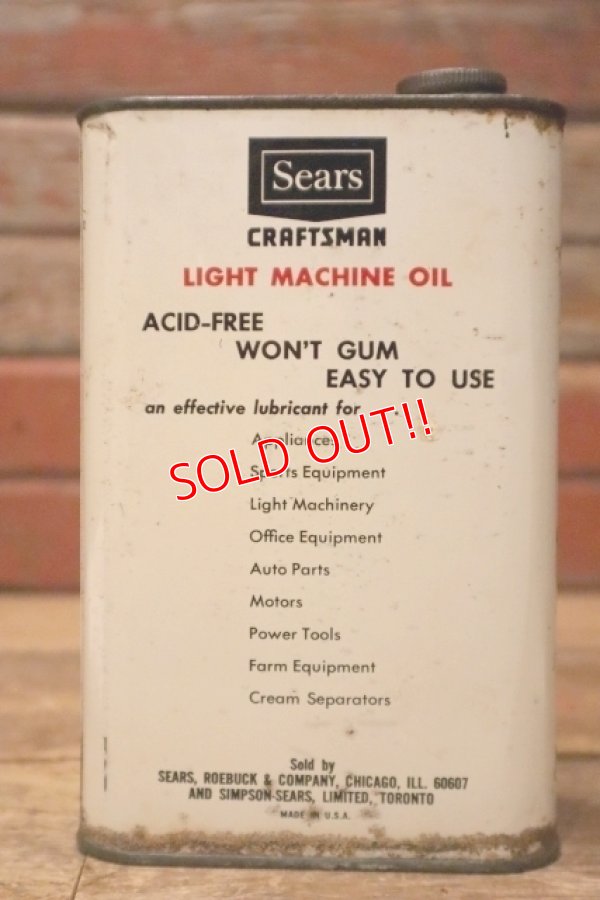 Sears
CRAFTSMAN
LIGHT MACHINE OIL
ACID-FREE
WON'T GUM
EASY TO USE
an effective lubricant for . . .
SOLD OUT!!
Appliances
Sports Equipment
Light Machinery
Office Equipment
Auto Parts
Motors
Power Tools
Farm Equipment
Cream Separators
Sold by
SEARS, ROEBUCK & COMPANY, CHICAGO, ILL. 60607
AND SIMPSON-SEARS, LIMITED, TORONTO
MADE IN U.S.A.